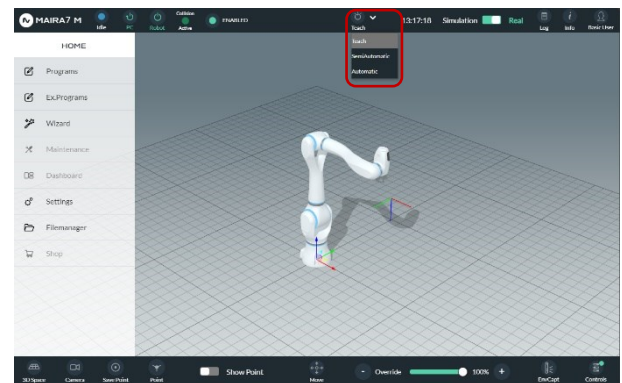 MAIRA7 M
Idle
PC
Robot
Collision
Active
ENABLED
Teach
13:17:18
Simulation
Real
Log
Info
Basic User
Teach
SemiAutomatic
Automatic
HOME
Programs
Ex.Programs
Wizard
Maintenance
Dashboard
Settings
Filemanager
Shop
3D Space
Camera
Save Point
Point
Show Point
Move
- Override 100% +
EnvCapt
Controls